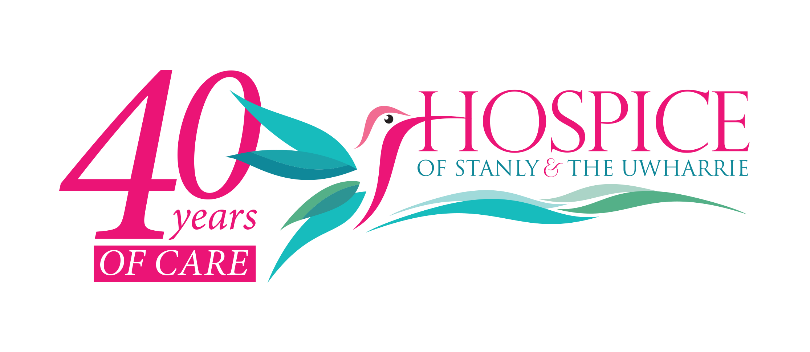 40
years
OF CARE
HOSPICE
OF STANLY & THE UWHARRIE